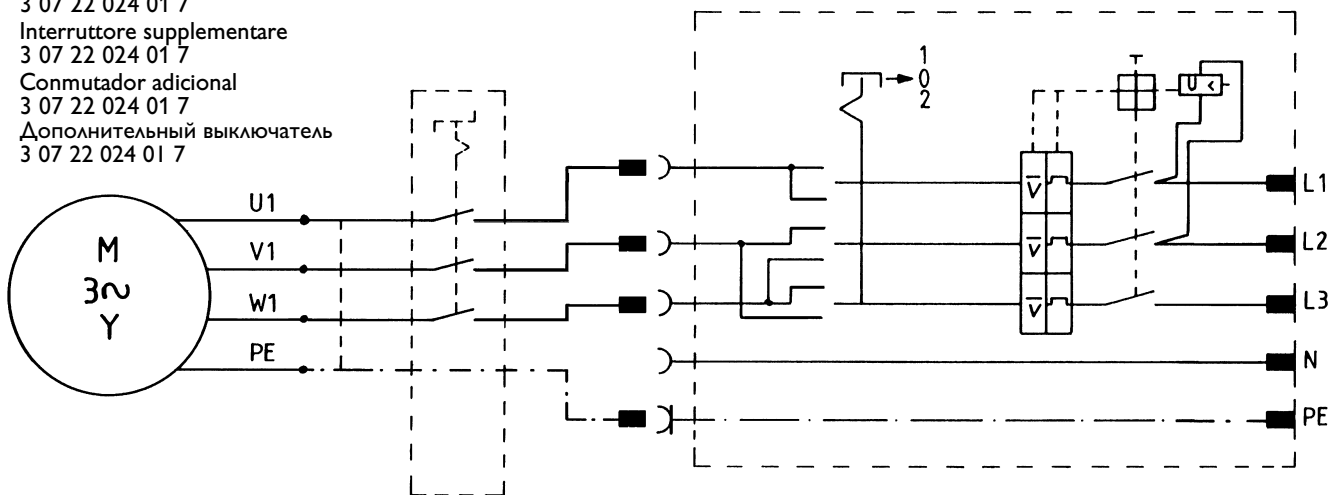 3 07 22 024 01 7
Interruttore supplementare
3 07 22 024 01 7
Conmutador adicional
3 07 22 024 01 7
Дополнительный выключатель
3 07 22 024 01 7
1
0
2
U <
U1
V1
W1
PE
M
3~
Y
L1
L2
L3
N
PE